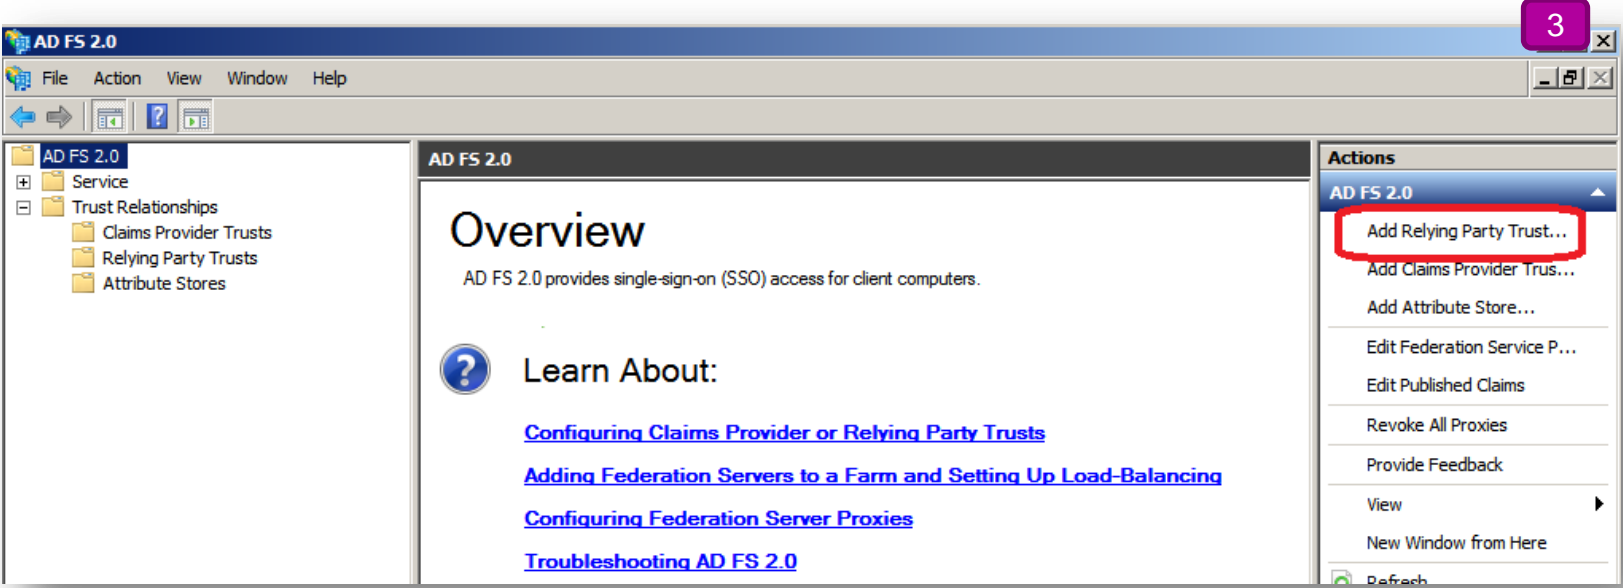 3
AD FS 2.0
File Action View Window Help
AD FS 2.0
Service
Trust Relationships
Claims Provider Trusts
Relying Party Trusts
Attribute Stores
AD FS 2.0
Overview
AD FS 2.0 provides single-sign-on (SSO) access for client computers.
Learn About:
Configuring Claims Provider or Relying Party Trusts
Adding Federation Servers to a Farm and Setting Up Load-Balancing
Configuring Federation Server Proxies
Troubleshooting AD FS 2.0
Actions
AD FS 2.0
Add Relying Party Trust...
Add Claims Provider Trus...
Add Attribute Store...
Edit Federation Service P...
Edit Published Claims
Revoke All Proxies
Provide Feedback
View
New Window from Here
Refresh